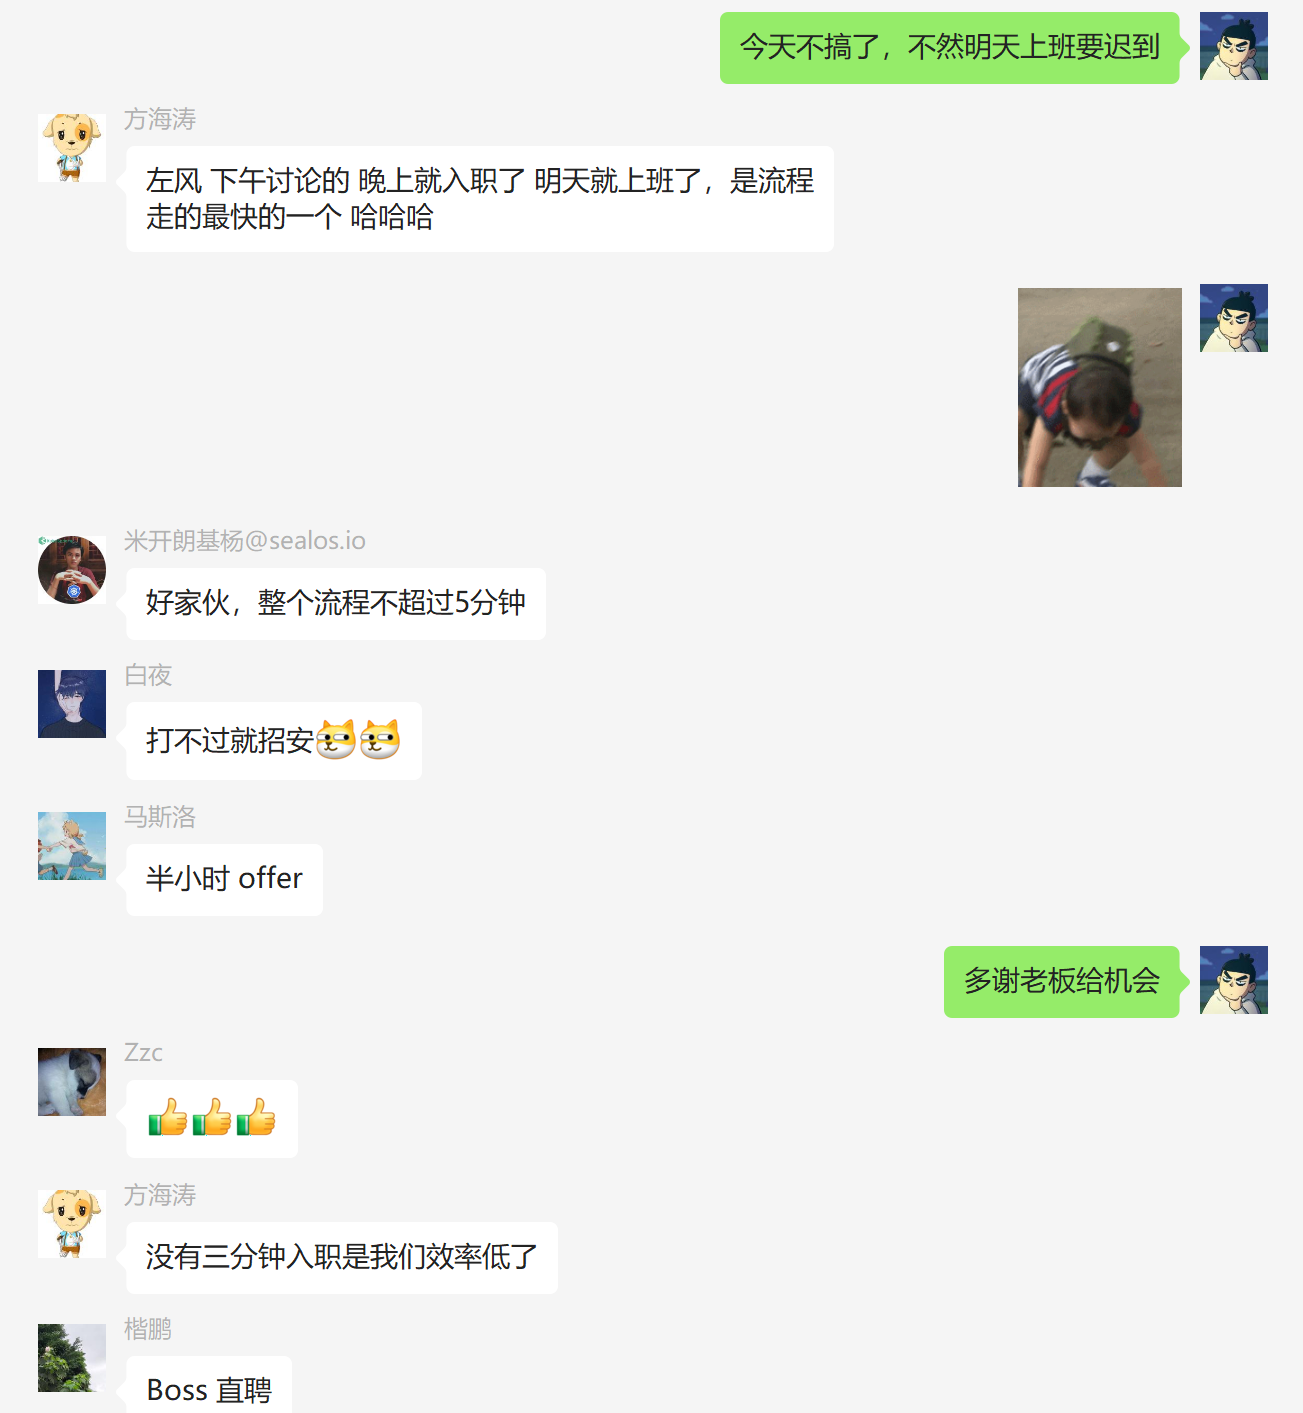 今天不搞了，不然明天上班要迟到
方海涛
左风 下午讨论的 晚上就入职了 明天就上班了，是流程
走的最快的一个 哈哈哈
米开朗基杨@sealos.io
好家伙，整个流程不超过5分钟
白夜
打不过就招安
马斯洛
半小时 offer
多谢老板给机会
Zzc
方海涛
没有三分钟入职是我们效率低了
楷鹏
Boss 直聘